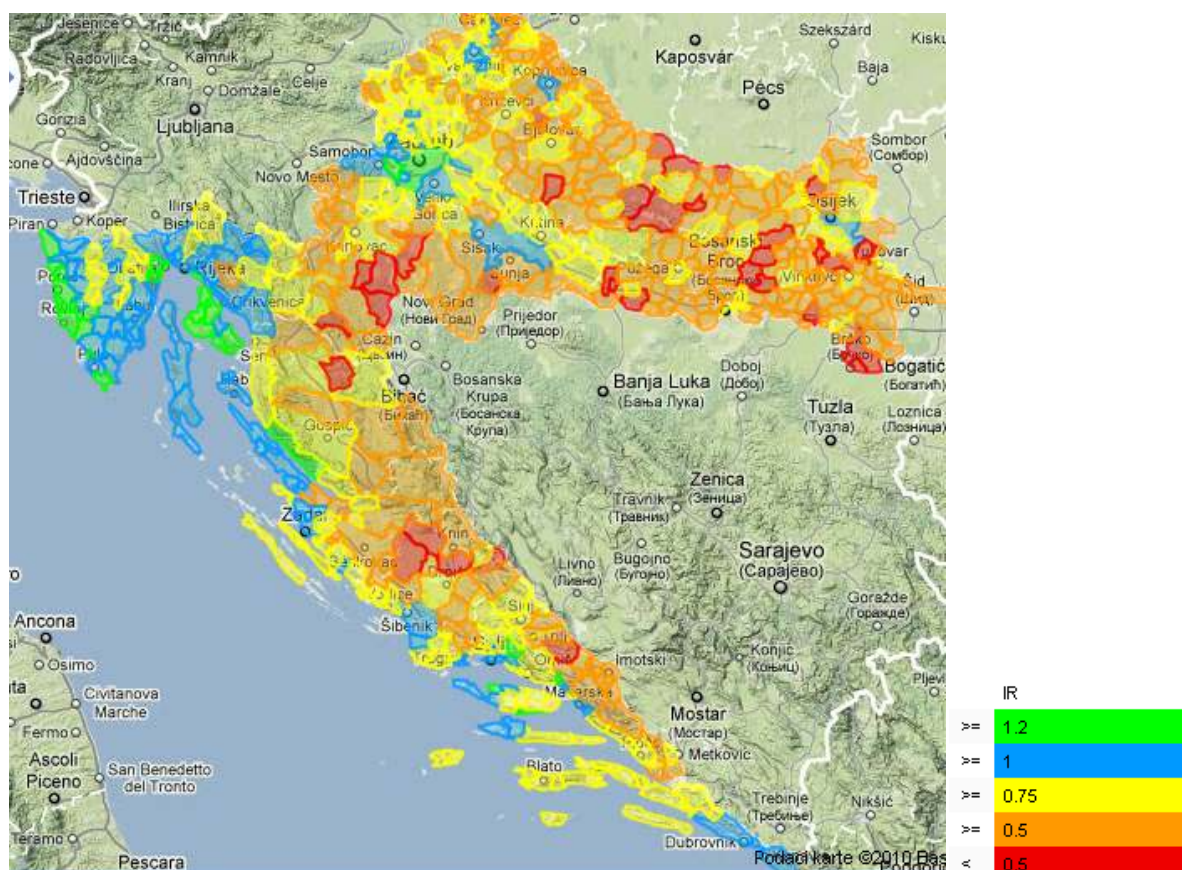 Jesenice
Tržič
Radovljica
Kamnik
Kranj
Domžale
Celje
Ljubljana
Gorizia
Ajdovščina
Samobor
Novo Mesto
Trieste
Koper
Piran
Ilirska
Bistrica
Kaposvár
Szekszárd
Kisku
Baja
Pécs
Sombor
(Сомбор)
Koprivnica
Bjelovar
Velika
Gorica
Sisak
Sunja
Kutina
Osijek
Bosanski
Brod
Vinkovci
Šid
(Шид)
Rijeka
Crikvenica
Novi Grad
(Нови Град)
Prijedor
(Приједор)
Cazin
Bosanska
Krupa
(Босанска
Крупа)
Bihać
(Бихаћ)
Banja Luka
(Бања Лука)
Doboj
(Добој)
Brčko
Bogatić
(Богатић)
Tuzla
(Тузла)
Loznica
(Лозница)
Gospić
Zenica
(Зеница)
Travnik
(Травник)
Zadar
Knin
Livno
(Ливно)
Bugojno
(Бугојно)
Sarajevo
(Сарајево)
Goražde
(Горажде)
Šibenik
Sinj
Imotski
Konjic
(Коњиц)
Makarska
Mostar
(Мостар)
Metković
Blato
Trebinje
(Требиње)
Nikšić
Dubrovnik
Ancona
Osimo
Civitanova
Marche
Fermo
Ascoli
Piceno
San Benedetto
del Tronto
Teramo
Pescara
Podaci karte ©2010 Bas
IR
>= 1.2
>= 1
>= 0.75
>= 0.5
< 0.5